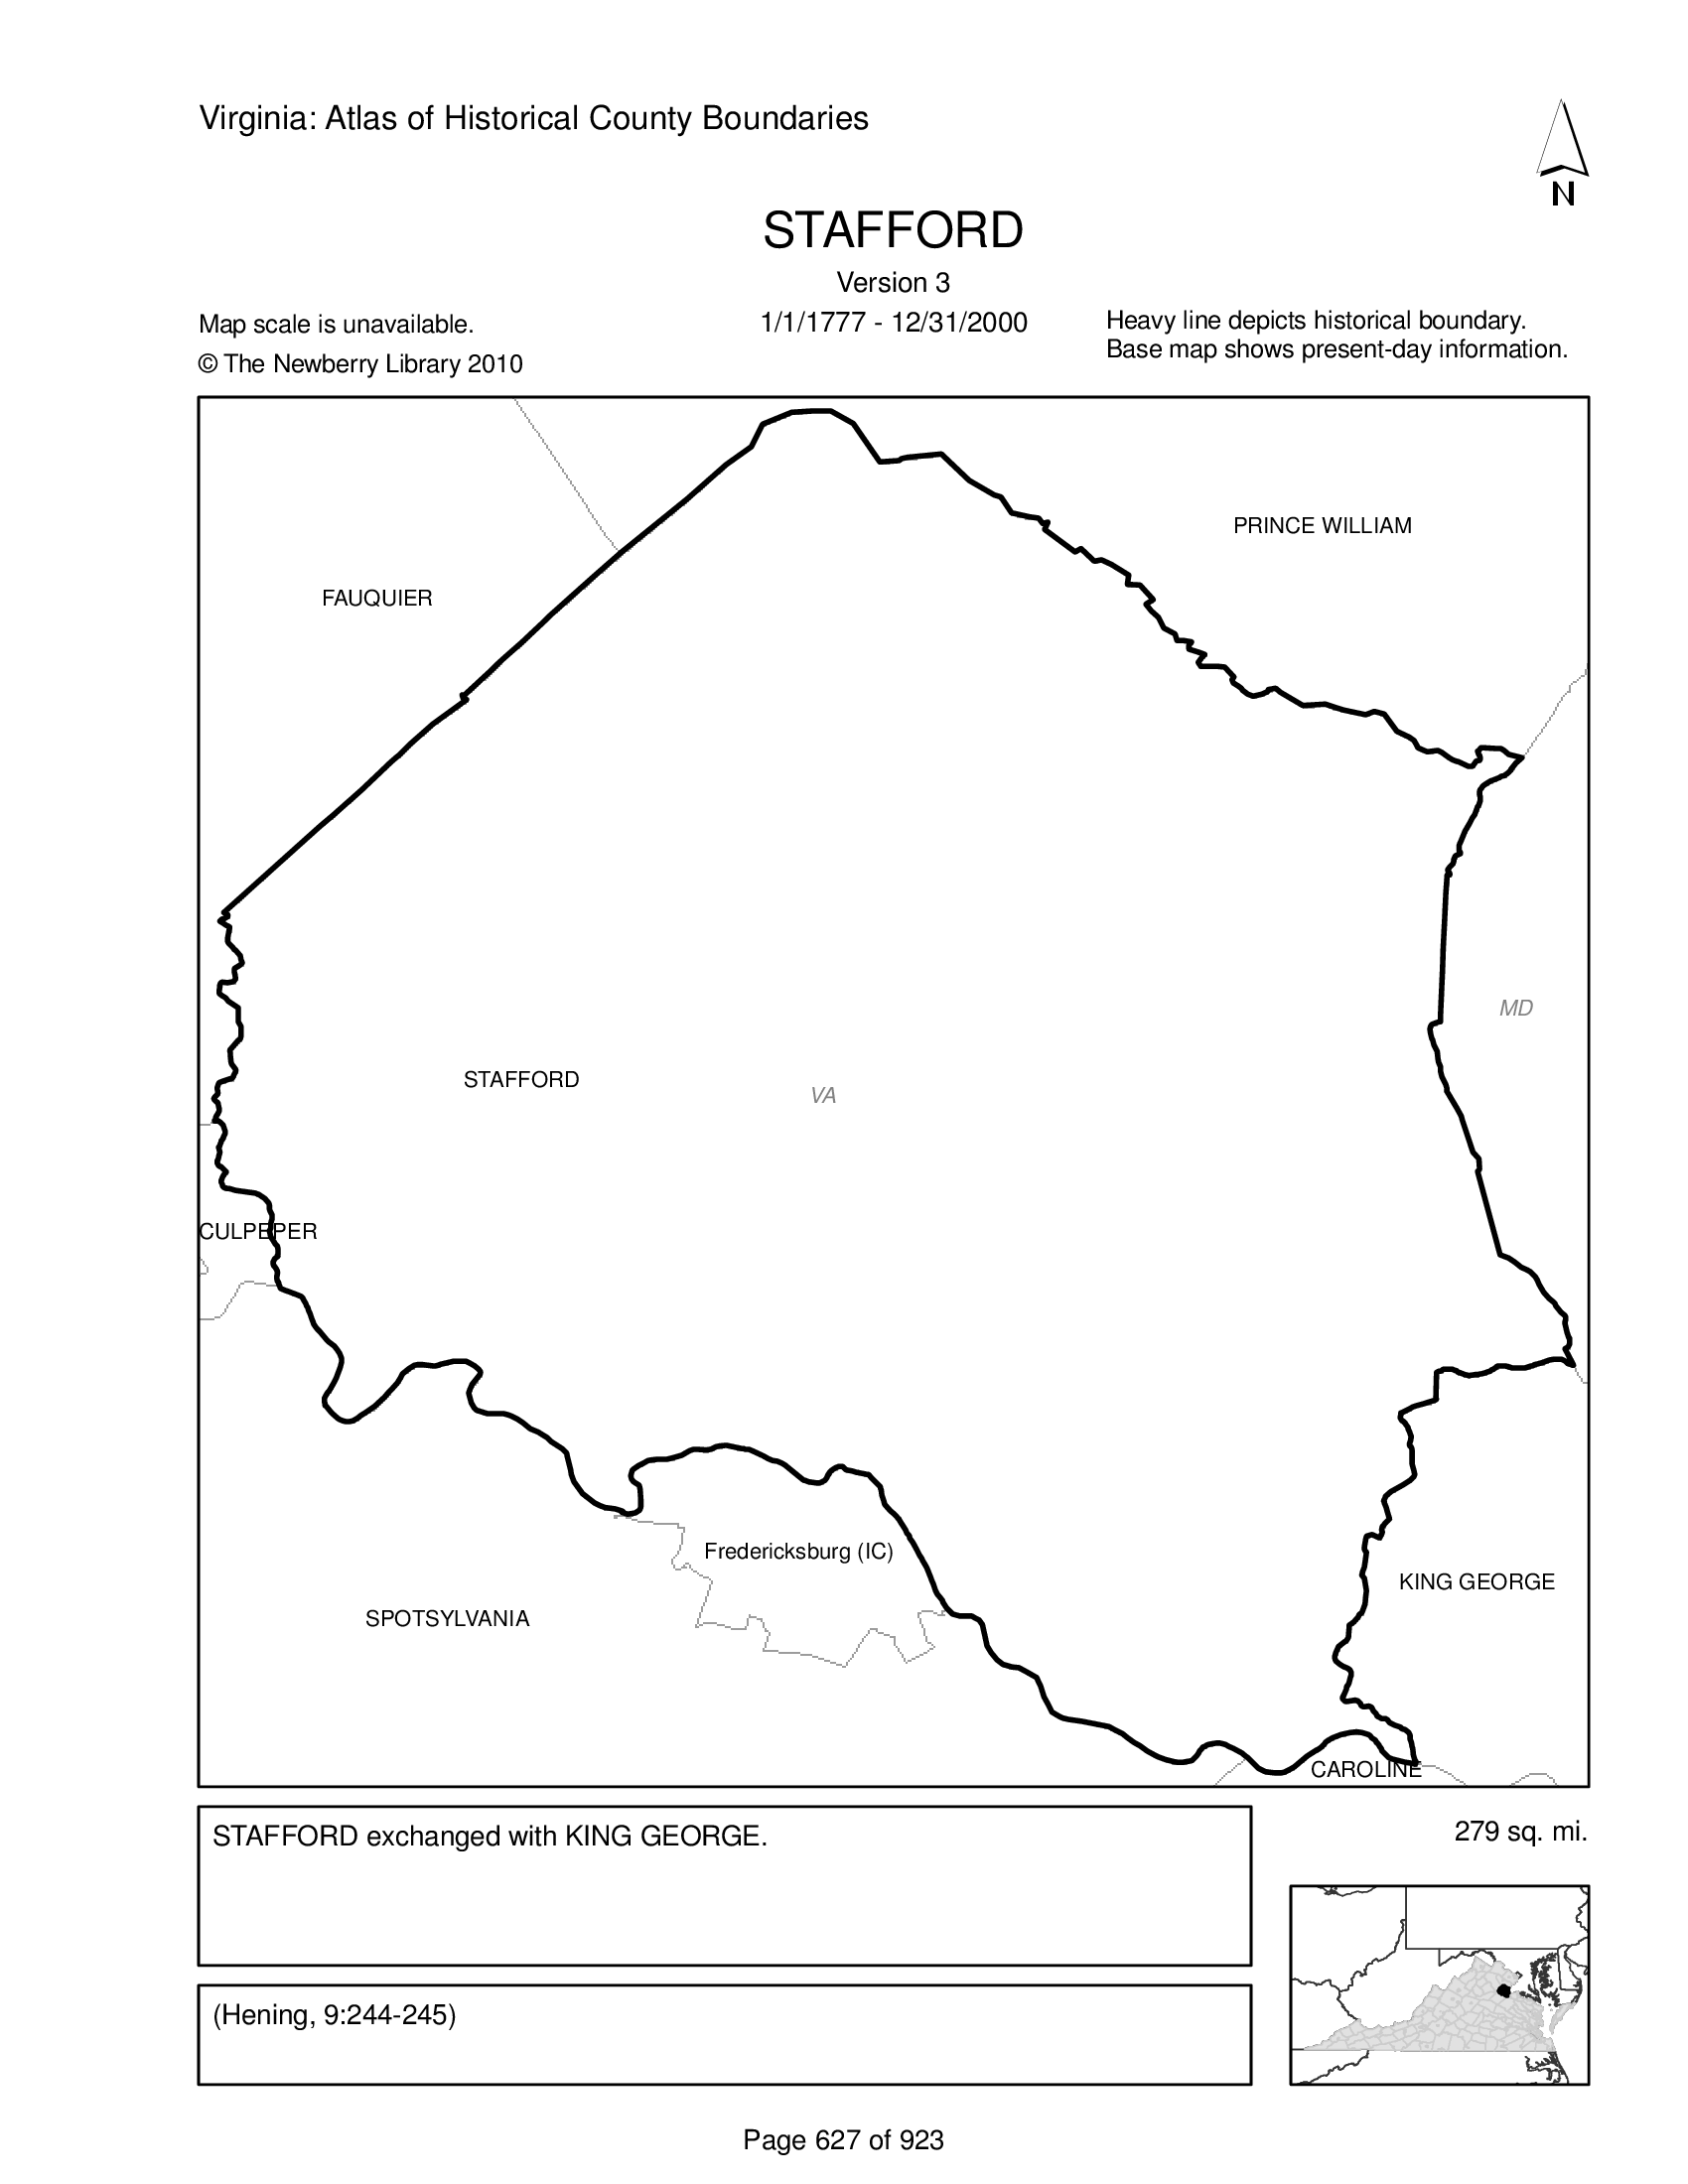 Virginia: Atlas of Historical County Boundaries
N
STAFFORD
Version 3
1/1/1777 - 12/31/2000
Map scale is unavailable.
© The Newberry Library 2010
Heavy line depicts historical boundary.
Base map shows present-day information.
PRINCE WILLIAM
FAUQUIER
MD
STAFFORD
VA
CULPEPER
Fredericksburg (IC)
KING GEORGE
SPOTSYLVANIA
CAROLINE
STAFFORD exchanged with KING GEORGE.
279 sq. mi.
(Hening, 9:244-245)
Page 627 of 923